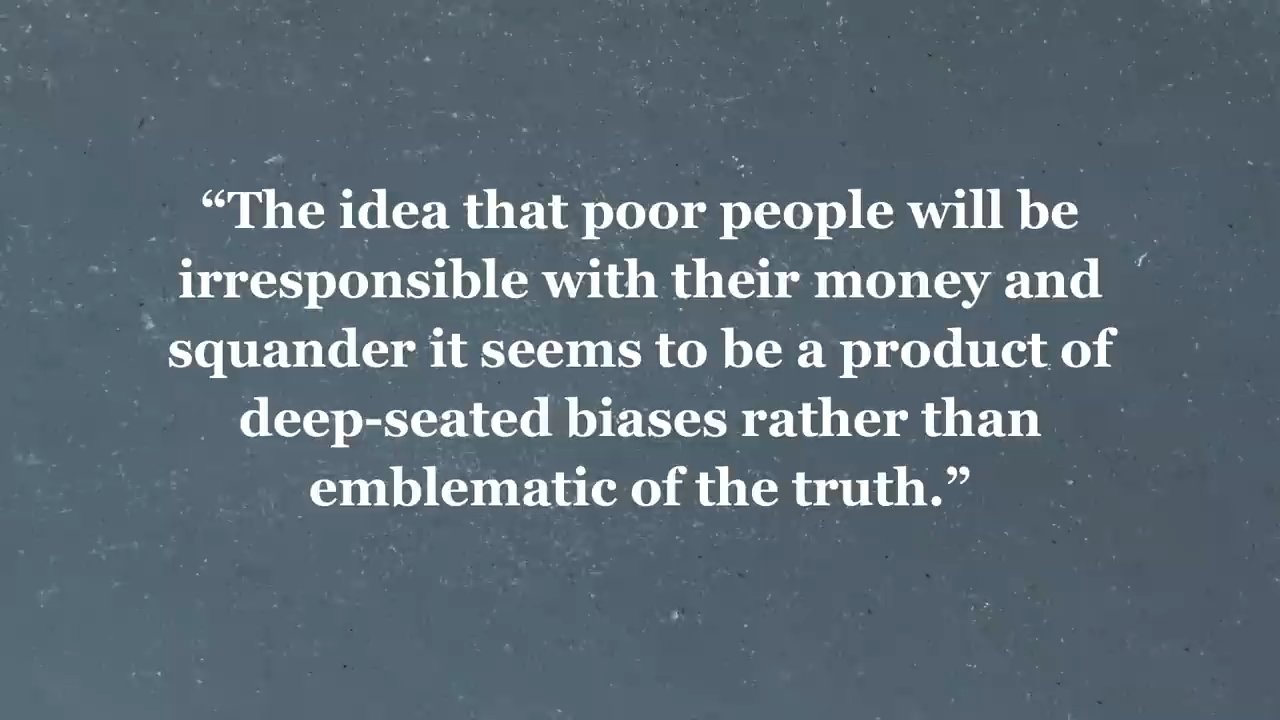 “The idea that poor people will be
irresponsible with their money and
squander it seems to be a product of
deep-seated biases rather than
emblematic of the truth.”